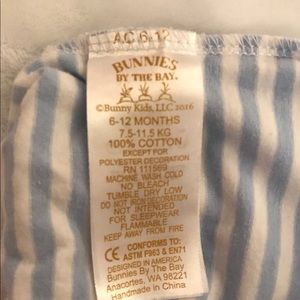 AC 6-12
BUNNIES
BY THE BAY.
©Bunny Kids, LLC 2016
6-12 MONTHS
7.5-11.5 KG
100% COTTON
EXCEPT FOR
POLYESTER DECORATION
RN 111569
MACHINE WASH COLD
NO BLEACH
TUMBLE DRY LOW
DO NOT IRON DECORATION
NOT INTENDED
FOR SLEEPWEAR
FLAMMABLE
KEEP AWAY FROM FIRE
CE CONFORMS TO:
ASTM F963 & EN71
DESIGNED IN AMERICA
Bunnies By The Bay
Anacortes, WA 98221
Handmade in China